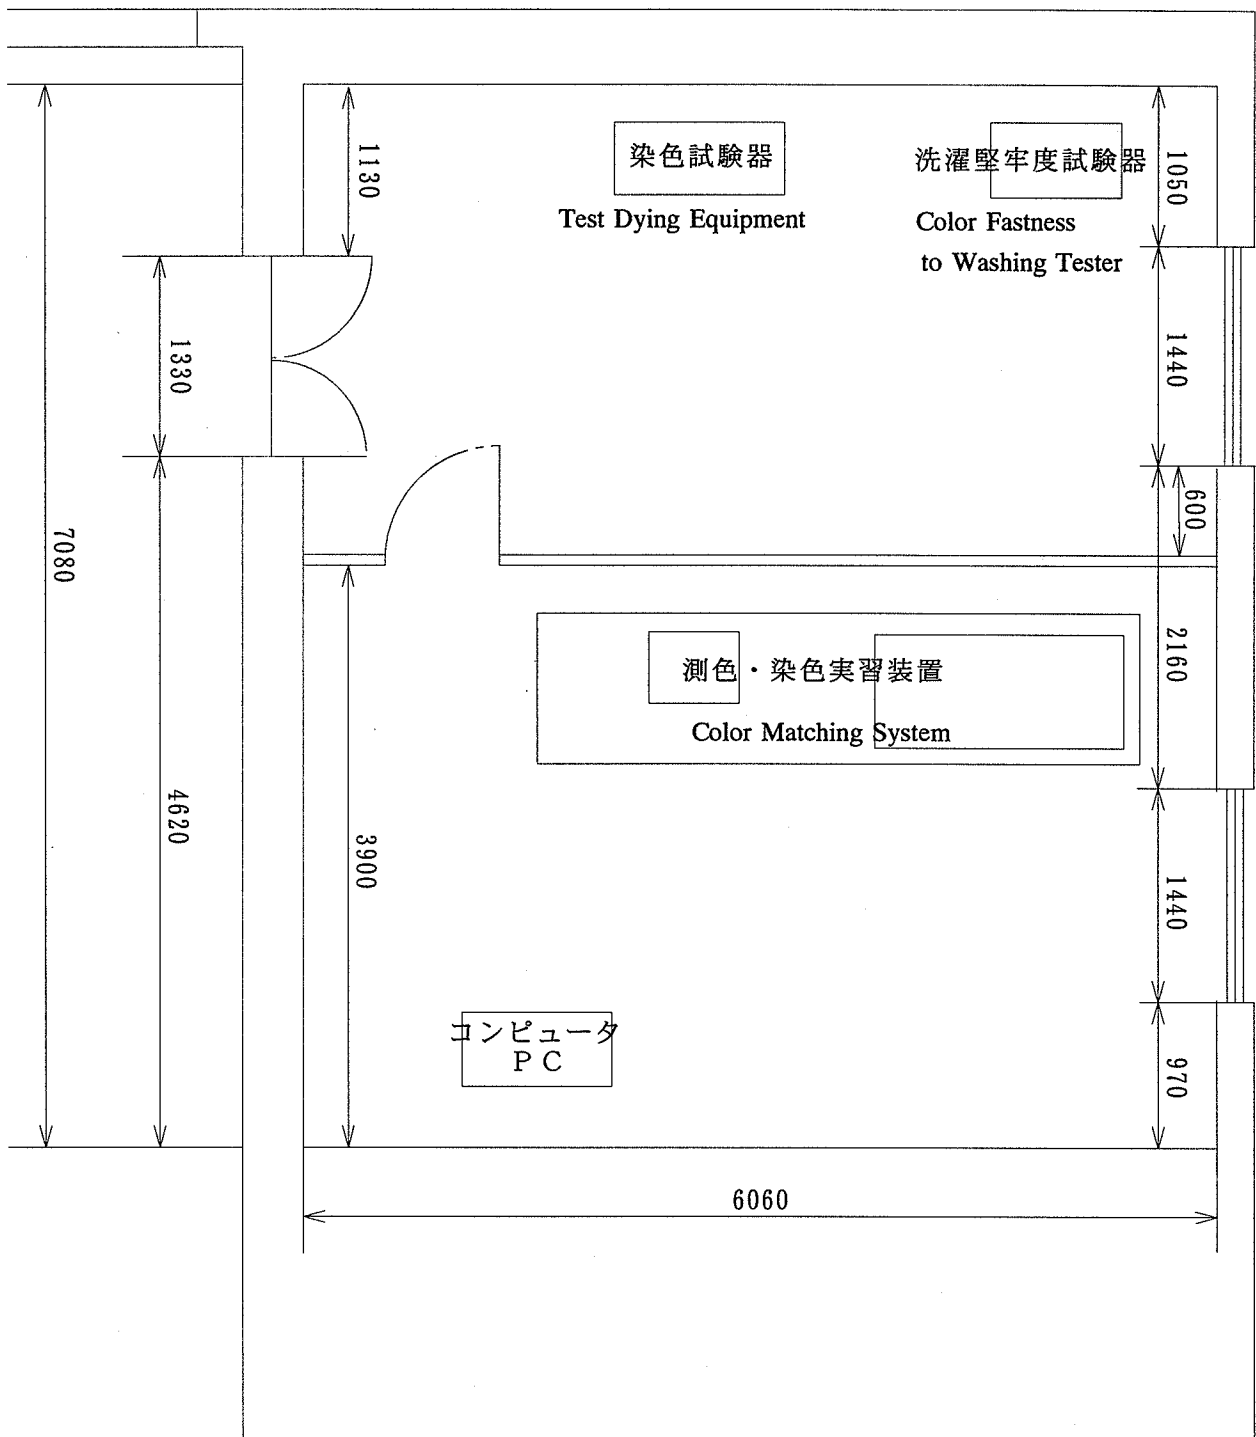 1130
染色試験器
Test Dying Equipment
洗濯堅牢度試験器
Color Fastness
to Washing Tester
1050
1330
1440
600
7080
4620
3900
測色・染色実習装置
Color Matching System
2160
1440
コンピュータ
ＰＣ
970
6060